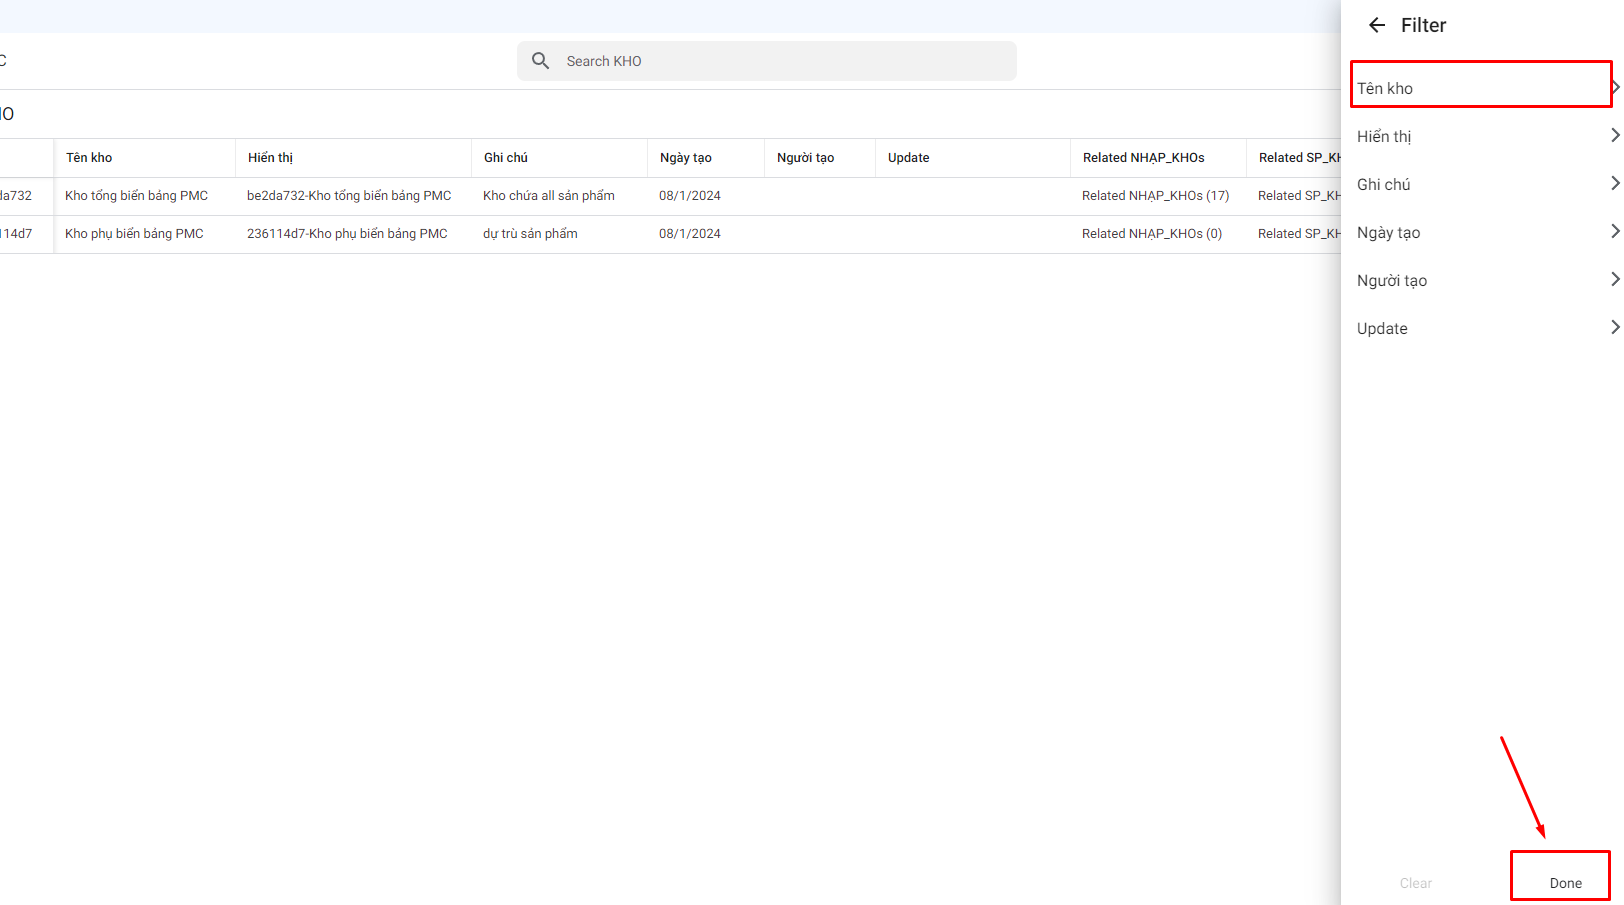 C
Search KHO
Filter
Tên kho
Hiển thị
Ghi chú
Ngày tạo
Người tạo
Update
Clear
Done
IO
Tên kho Hiển thị Ghi chú Ngày tạo Người tạo Update Related NHẠP_KHOs Related SP_KH
da732 Kho tổng biển bảng PMC be2da732-Kho tổng biển bảng PMC Kho chứa all sản phẩm 08/1/2024 Related NHẠP_KHOs (17) Related SP_KH
114d7 Kho phụ biển bảng PMC 236114d7-Kho phụ biển bảng PMC dự trù sản phẩm 08/1/2024 Related NHẠP_KHOs (0) Related SP_KH